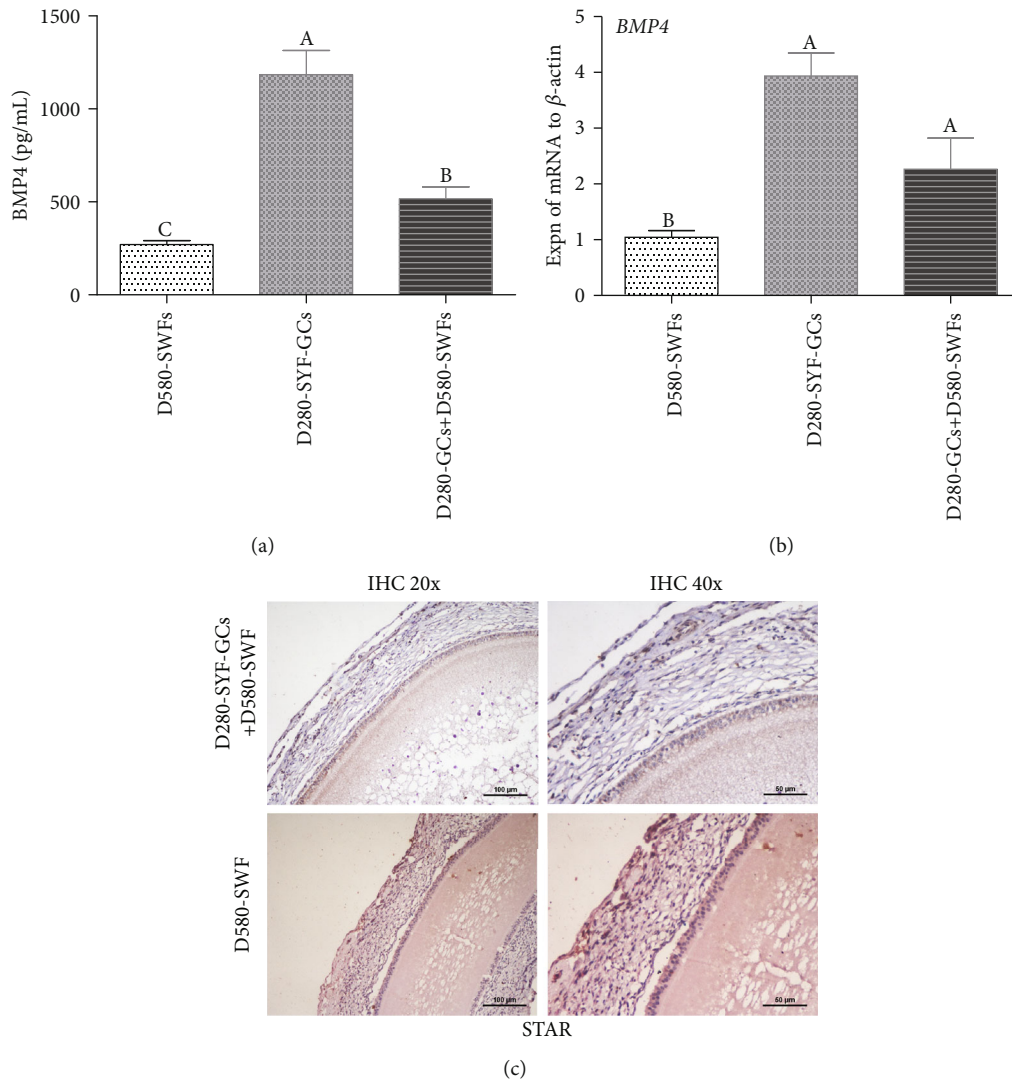 1500
1000
500
0
BMP4 (pg/mL)
C
A
B
D580-SWFs
D280-SYF-GCs
D280-GCs+D580-SWFs
(a)
5
4
3
2
1
0
Expn of mRNA to β-actin
BMP4
B
A
A
D580-SWFs
D280-SYF-GCs
D280-GCs+D580-SWFs
(b)
IHC 20x
IHC 40x
D280-SYF-GCs
+D580-SWF
100 µm
50 µm
D580-SWF
100 µm
50 µm
STAR
(c)